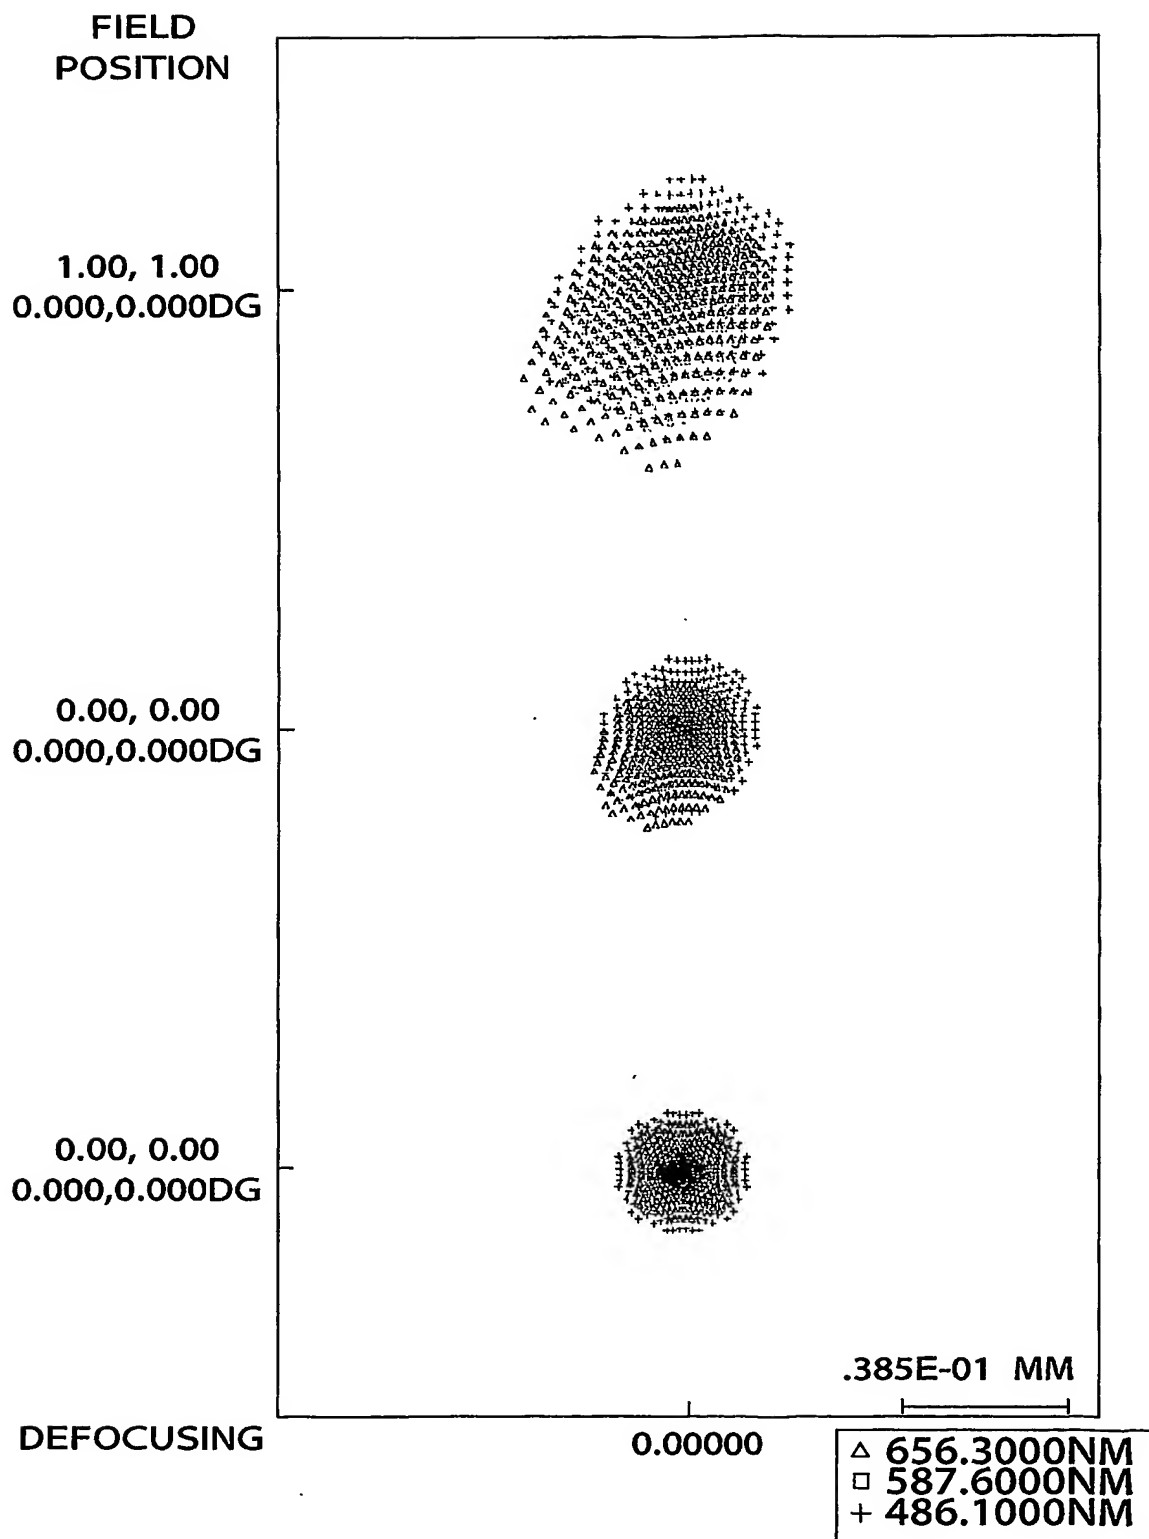 FIELD
POSITION
1.00, 1.00
0.000,0.000DG
0.00, 0.00
0.000,0.000DG
0.00, 0.00
0.000,0.000DG
.385E-01 MM
DEFOCUSING
0.00000
△ 656.3000NM
□ 587.6000NM
+ 486.1000NM